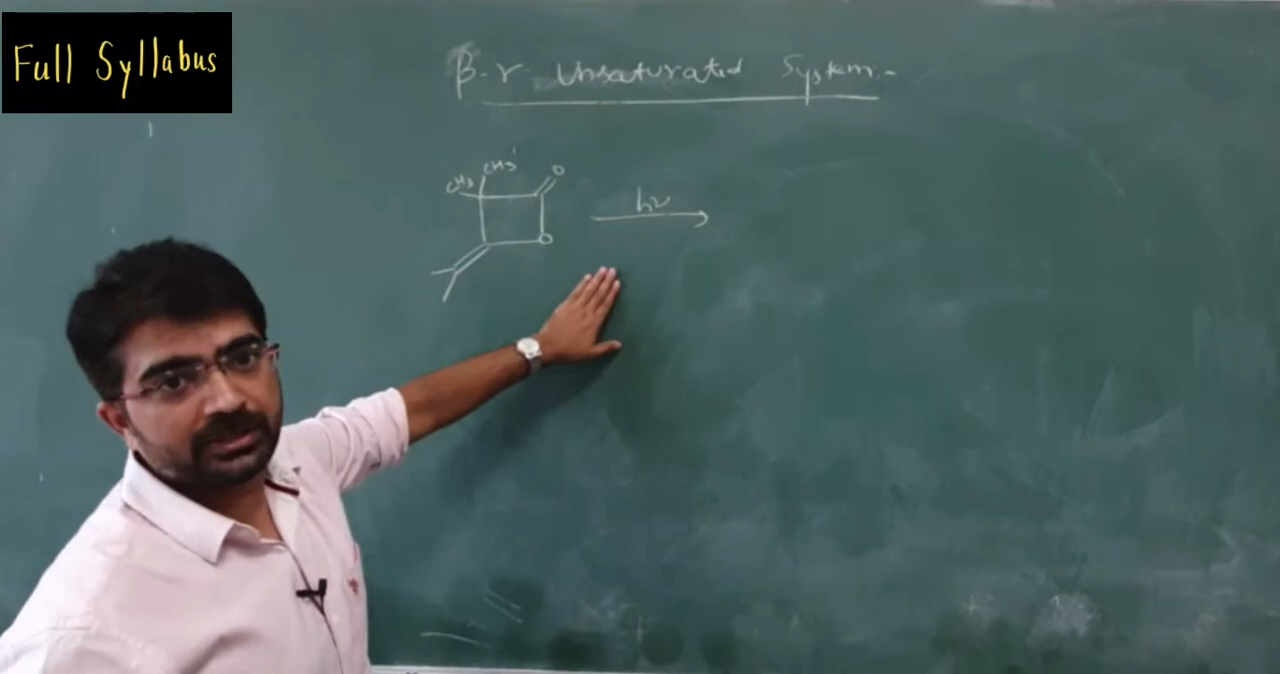 Full Syllabus
β-γ Unsaturated System:-
CH3 CH3 O
hν
O